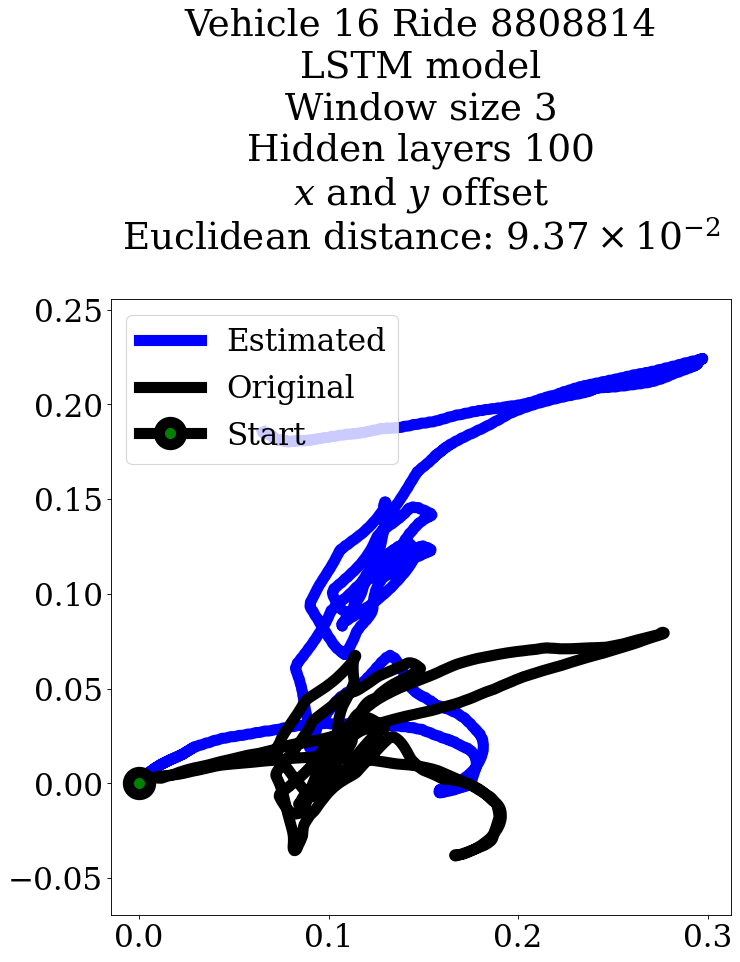 Vehicle 16 Ride 8808814
LSTM model
Window size 3
Hidden layers 100
x and y offset
Euclidean distance: 9.37 × 10⁻²
Estimated
Original
Start
0.25
0.20
0.15
0.10
0.05
0.00
−0.05
0.0 0.1 0.2 0.3